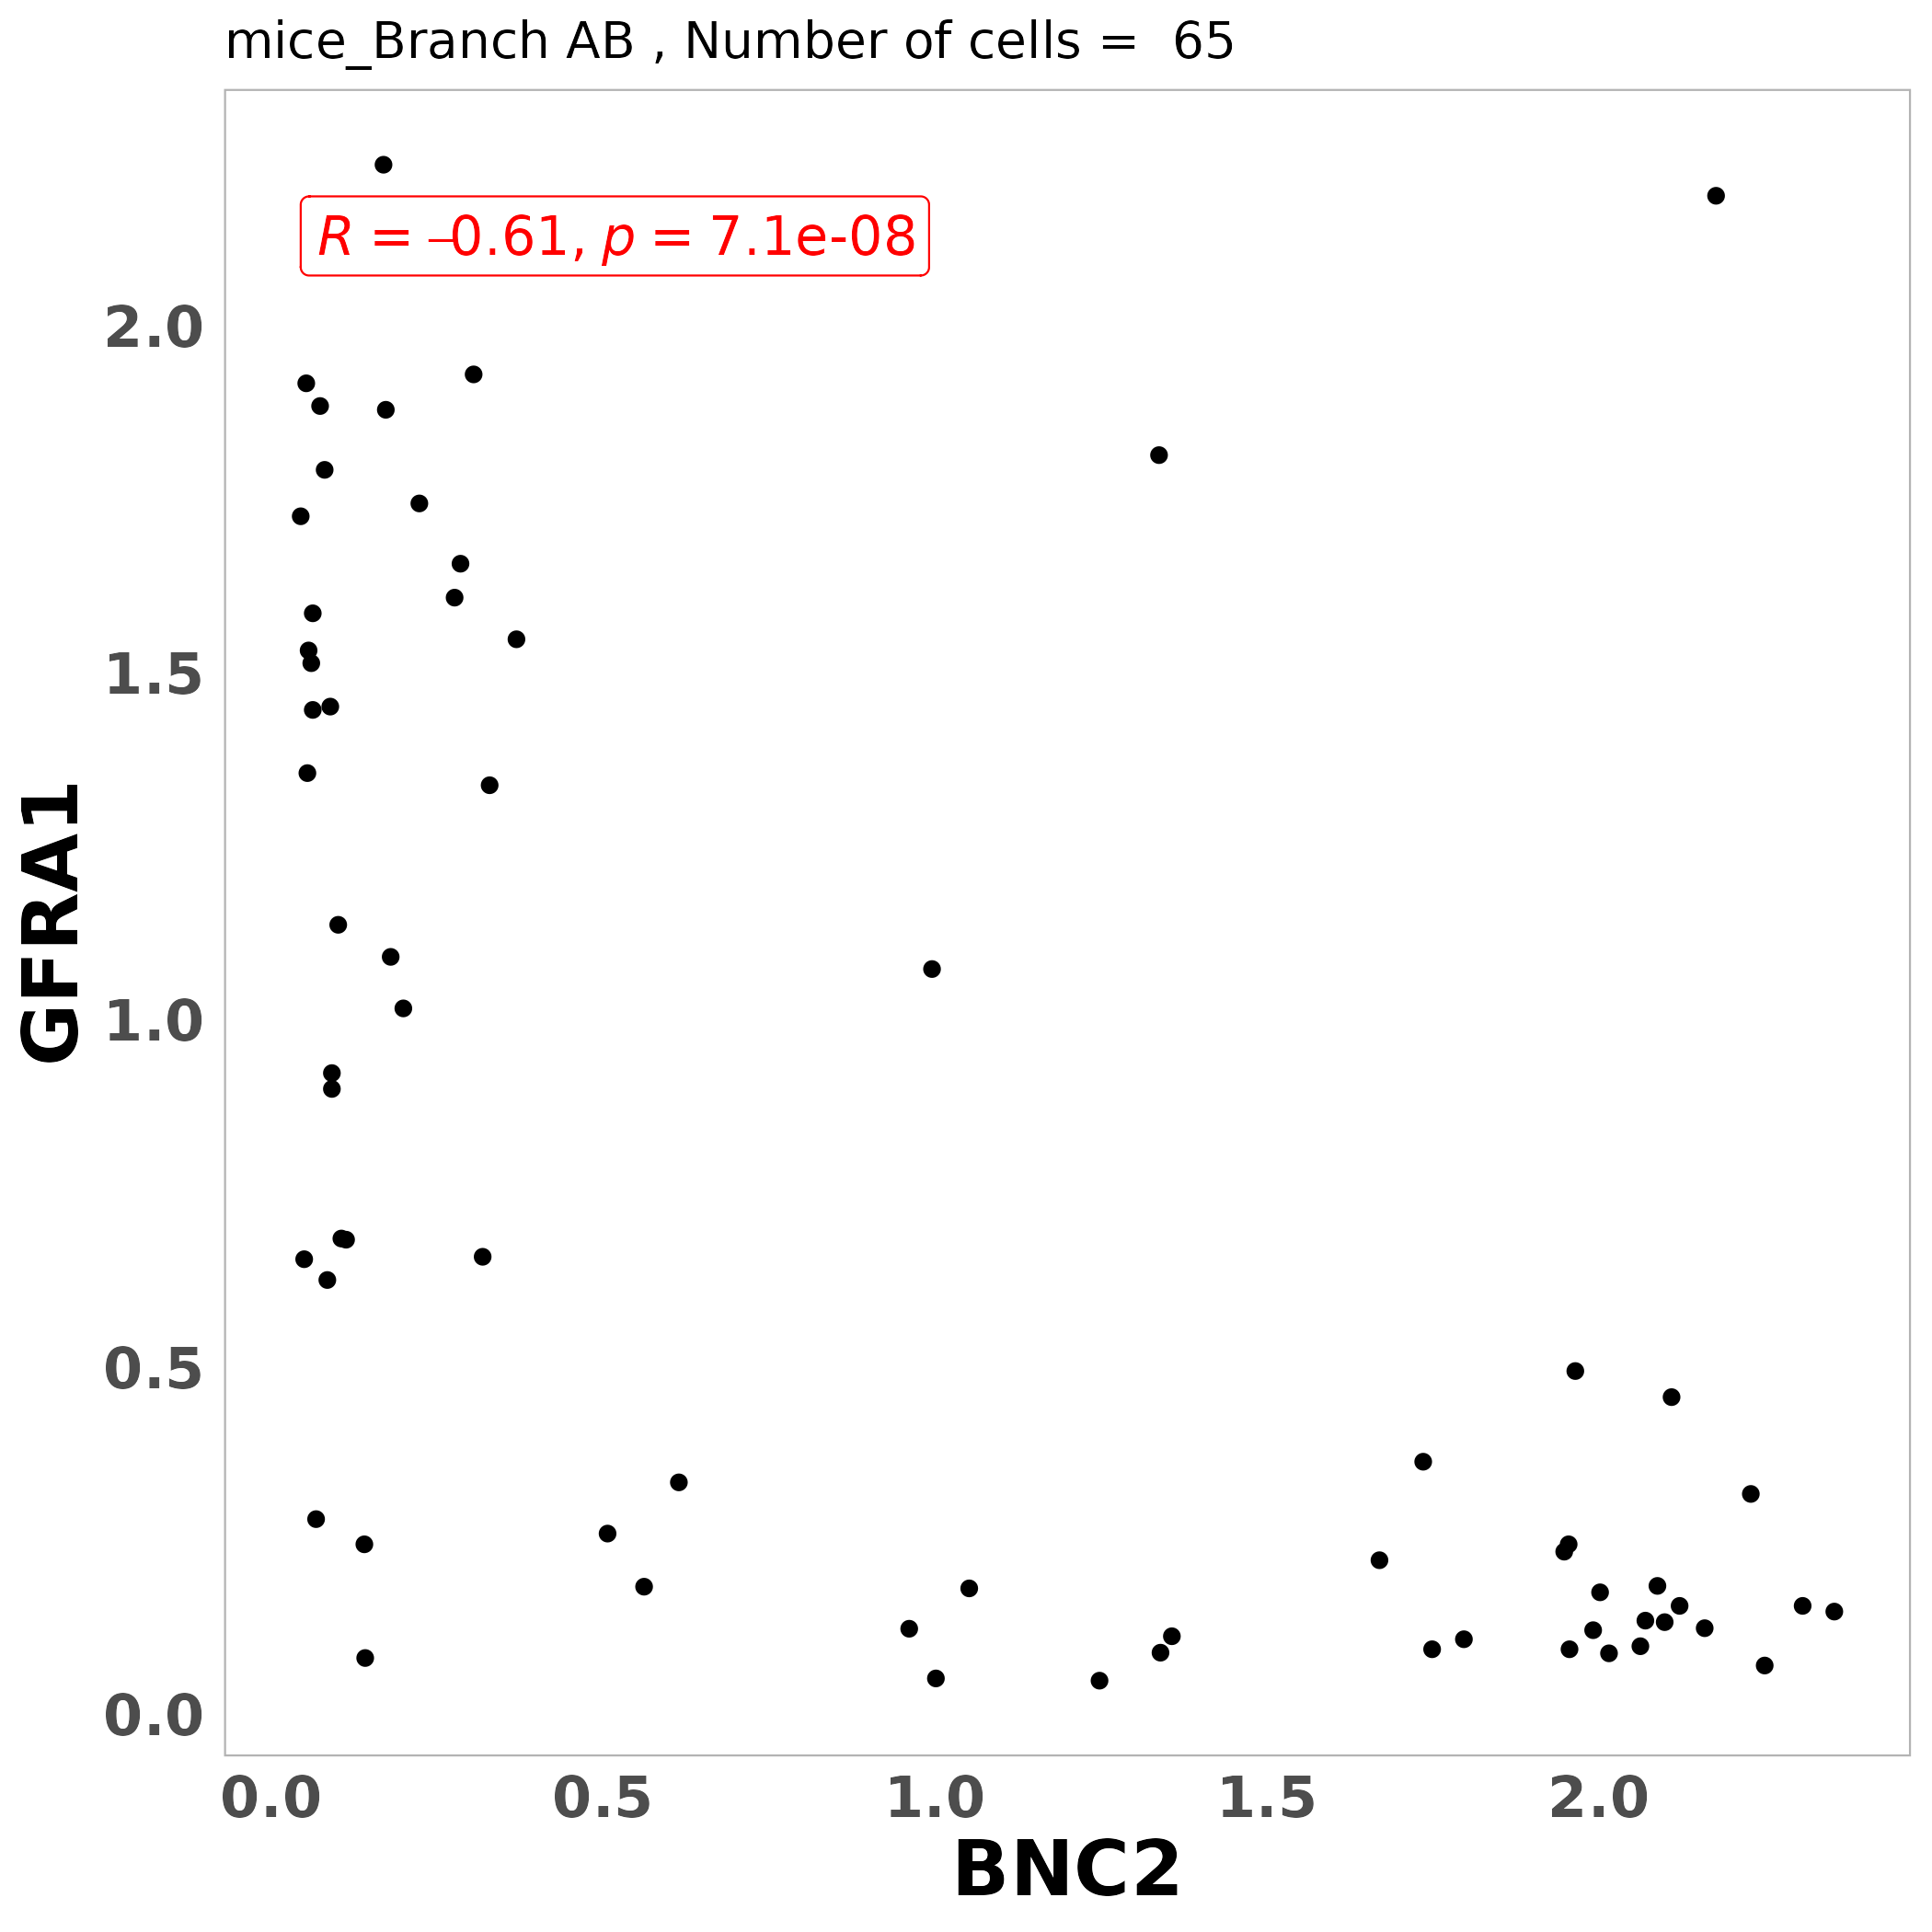 mice_Branch AB , Number of cells =  65
R = –0.61, p = 7.1e-08
2.0
1.5
1.0
0.5
0.0
GFRA1
0.0 0.5 1.0 1.5 2.0
BNC2